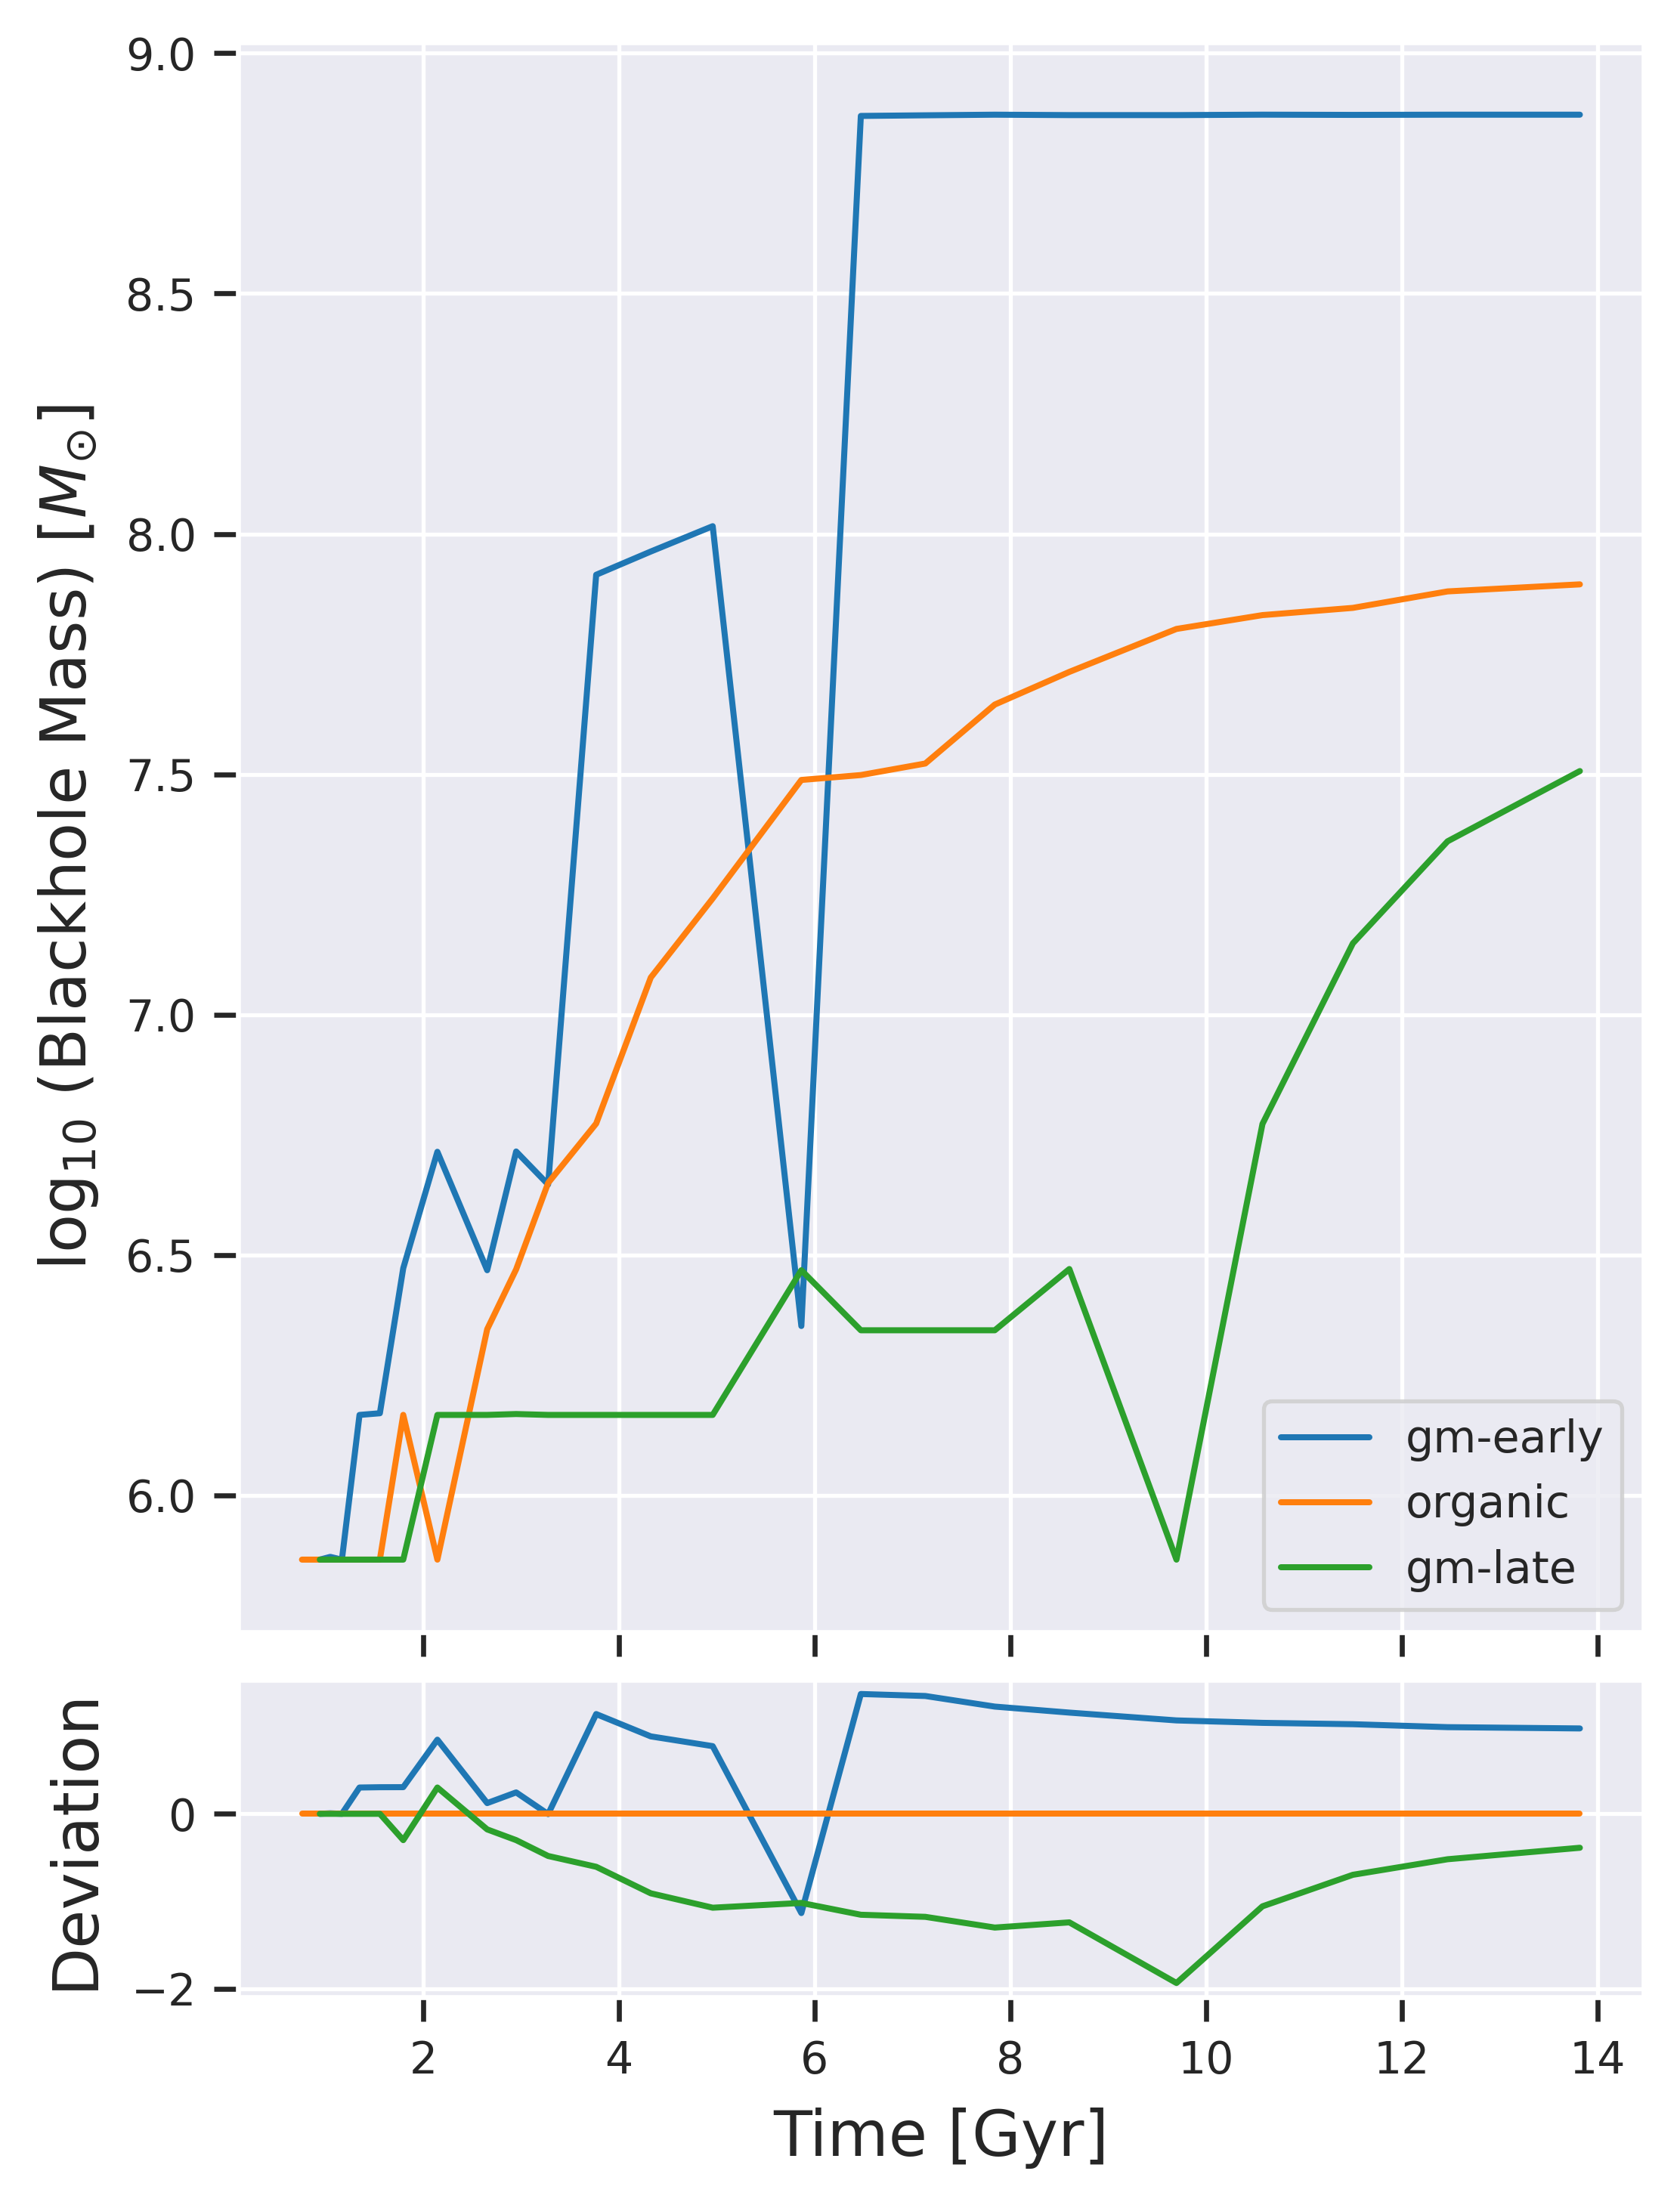 9.0
8.5
8.0
7.5
7.0
6.5
6.0
log₁₀ (Blackhole Mass) [M⊙]
gm-early
organic
gm-late
0
−2
Deviation
2 4 6 8 10 12 14
Time [Gyr]